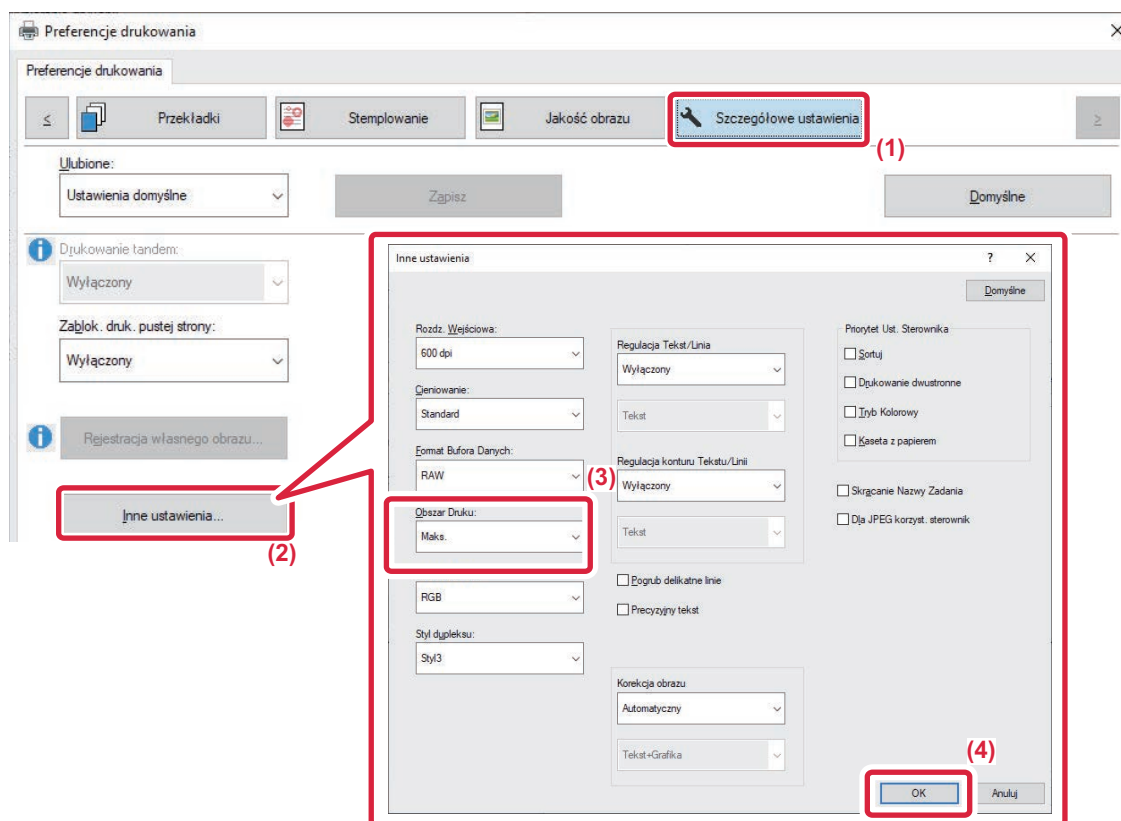 Preferencje drukowania
Preferencje drukowania
≤
Przekładki
Stemplowanie
Jakość obrazu
Szczegółowe ustawienia
≥
(1)
Ulubione:
Ustawienia domyślne
Zapisz
Domyślne
Drukowanie tandem:
Wyłączony
Zablok. druk. pustej strony:
Wyłączony
Rejestracja własnego obrazu...
Inne ustawienia...
(2)
Inne ustawienia
?
Domyślne
Rozdz. Wejściowa:
600 dpi
Cieniowanie:
Standard
Format Bufora Danych:
RAW
(3)
Obszar Druku:
Maks.
RGB
Styl dupleksu:
Styl3
Regulacja Tekst/Linia
Wyłączony
Tekst
Regulacja konturu Tekstu/Linii
Wyłączony
Tekst
Pogrub delikatne linie
Precyzyjny tekst
Korekcja obrazu
Automatyczny
Tekst+Grafika
Priorytet Ust. Sterownika
Sortuj
Drukowanie dwustronne
Tryb Kolorowy
Kaseta z papierem
Skracanie Nazwy Zadania
Dla JPEG korzyst. sterownik
(4)
OK
Anuluj